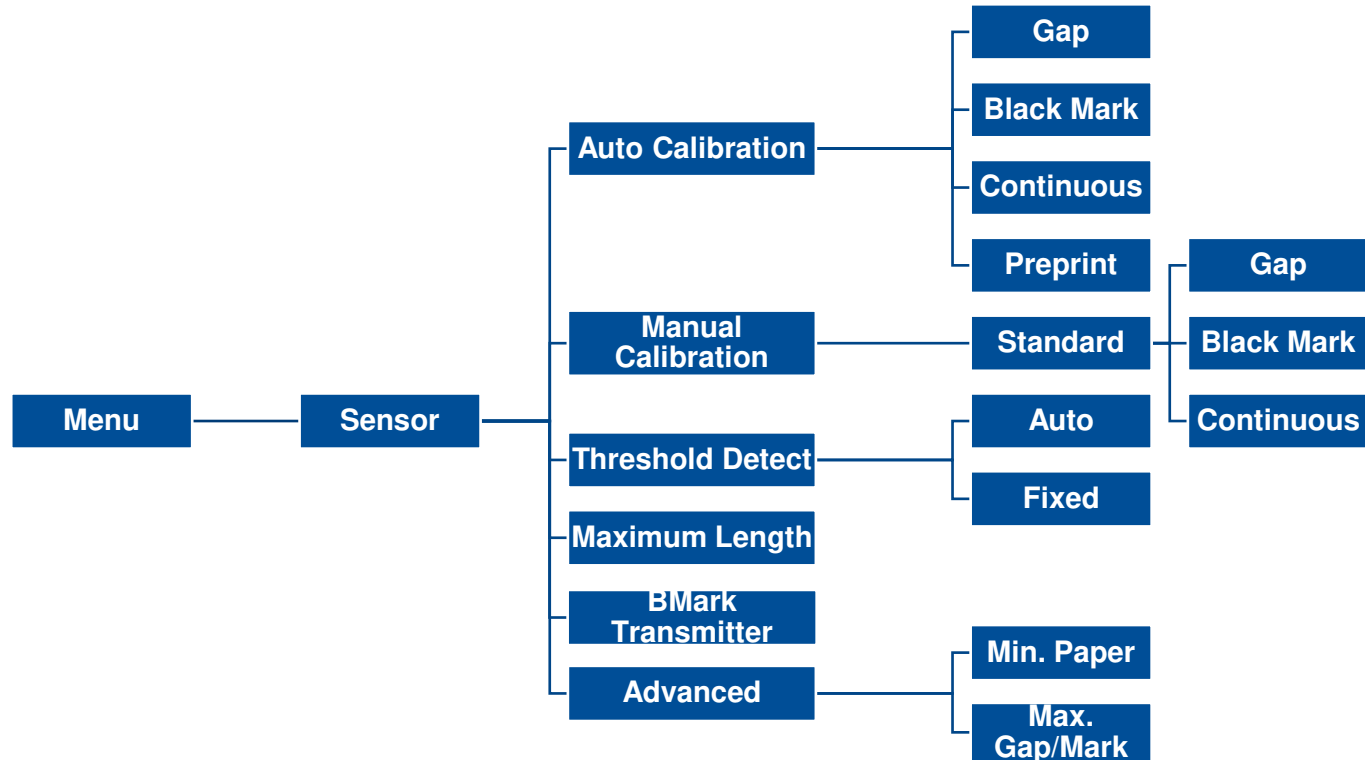 Gap
Black Mark
Auto Calibration
Continuous
Preprint
Gap
Manual
Calibration
Standard
Black Mark
Menu
Sensor
Auto
Continuous
Threshold Detect
Fixed
Maximum Length
BMark
Transmitter
Min. Paper
Advanced
Max.
Gap/Mark